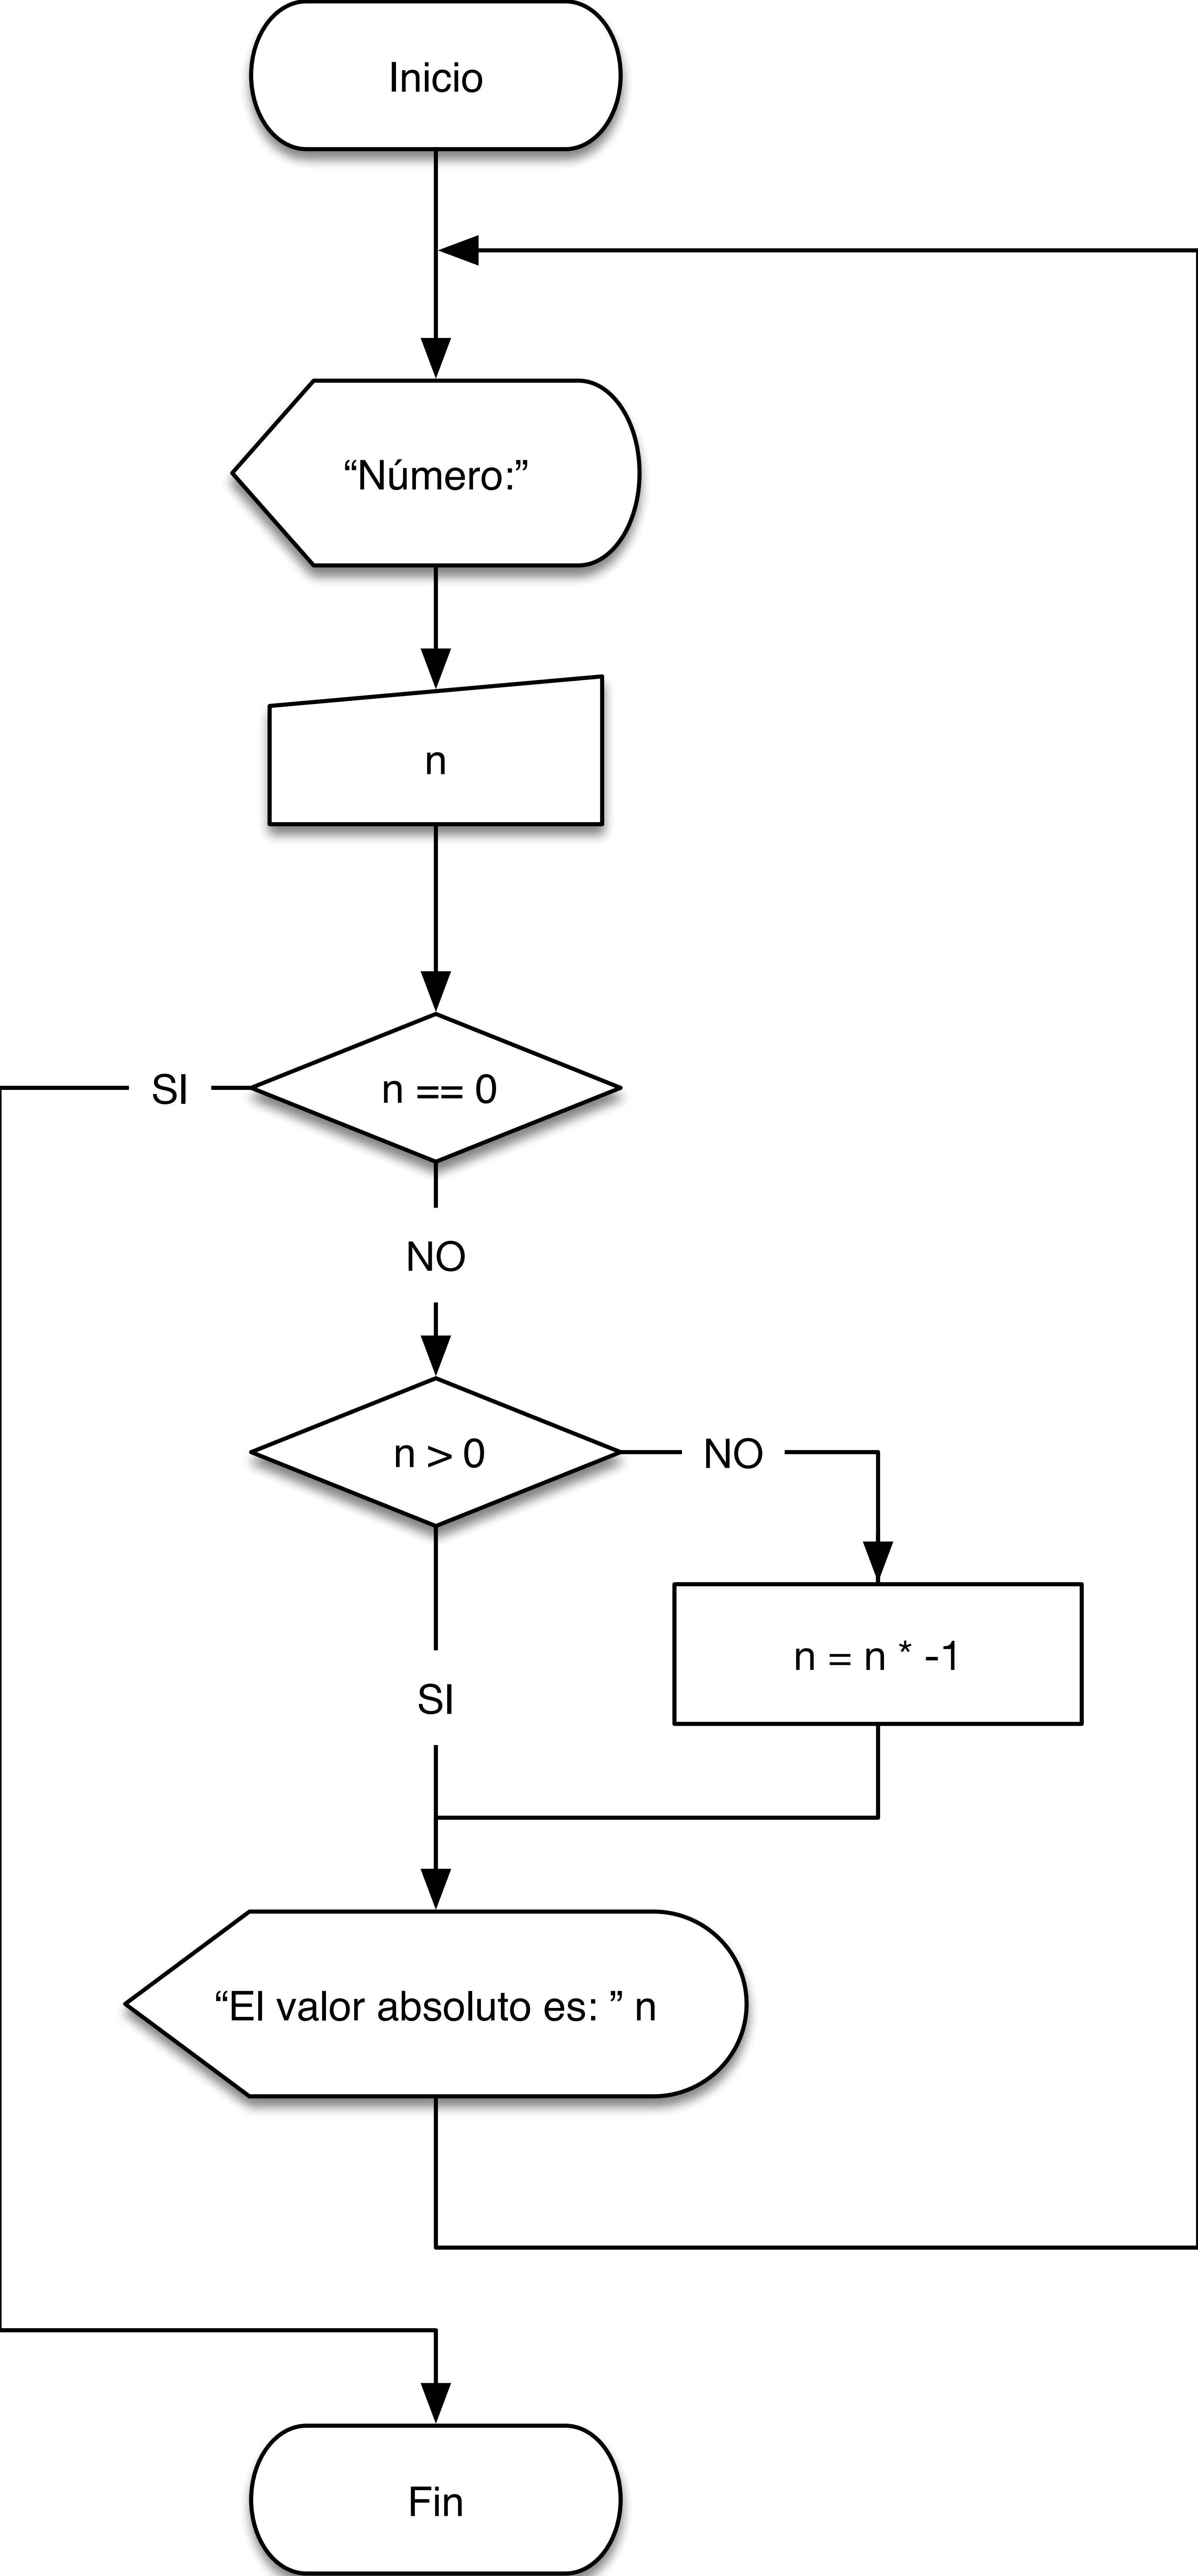 Inicio
“Número:”
n
n == 0
SI
NO
n > 0
NO
n = n * -1
SI
“El valor absoluto es: ” n
Fin